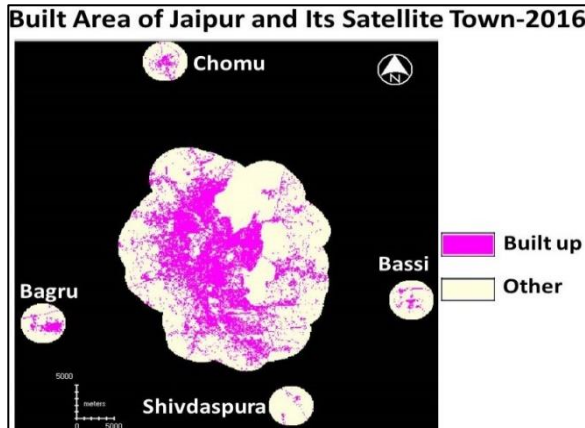 Built Area of Jaipur and Its Satellite Town-2016
Chomu
N
Built up
Bassi
Other
Bagru
5000
meters
Shivdaspura
0
0
5000